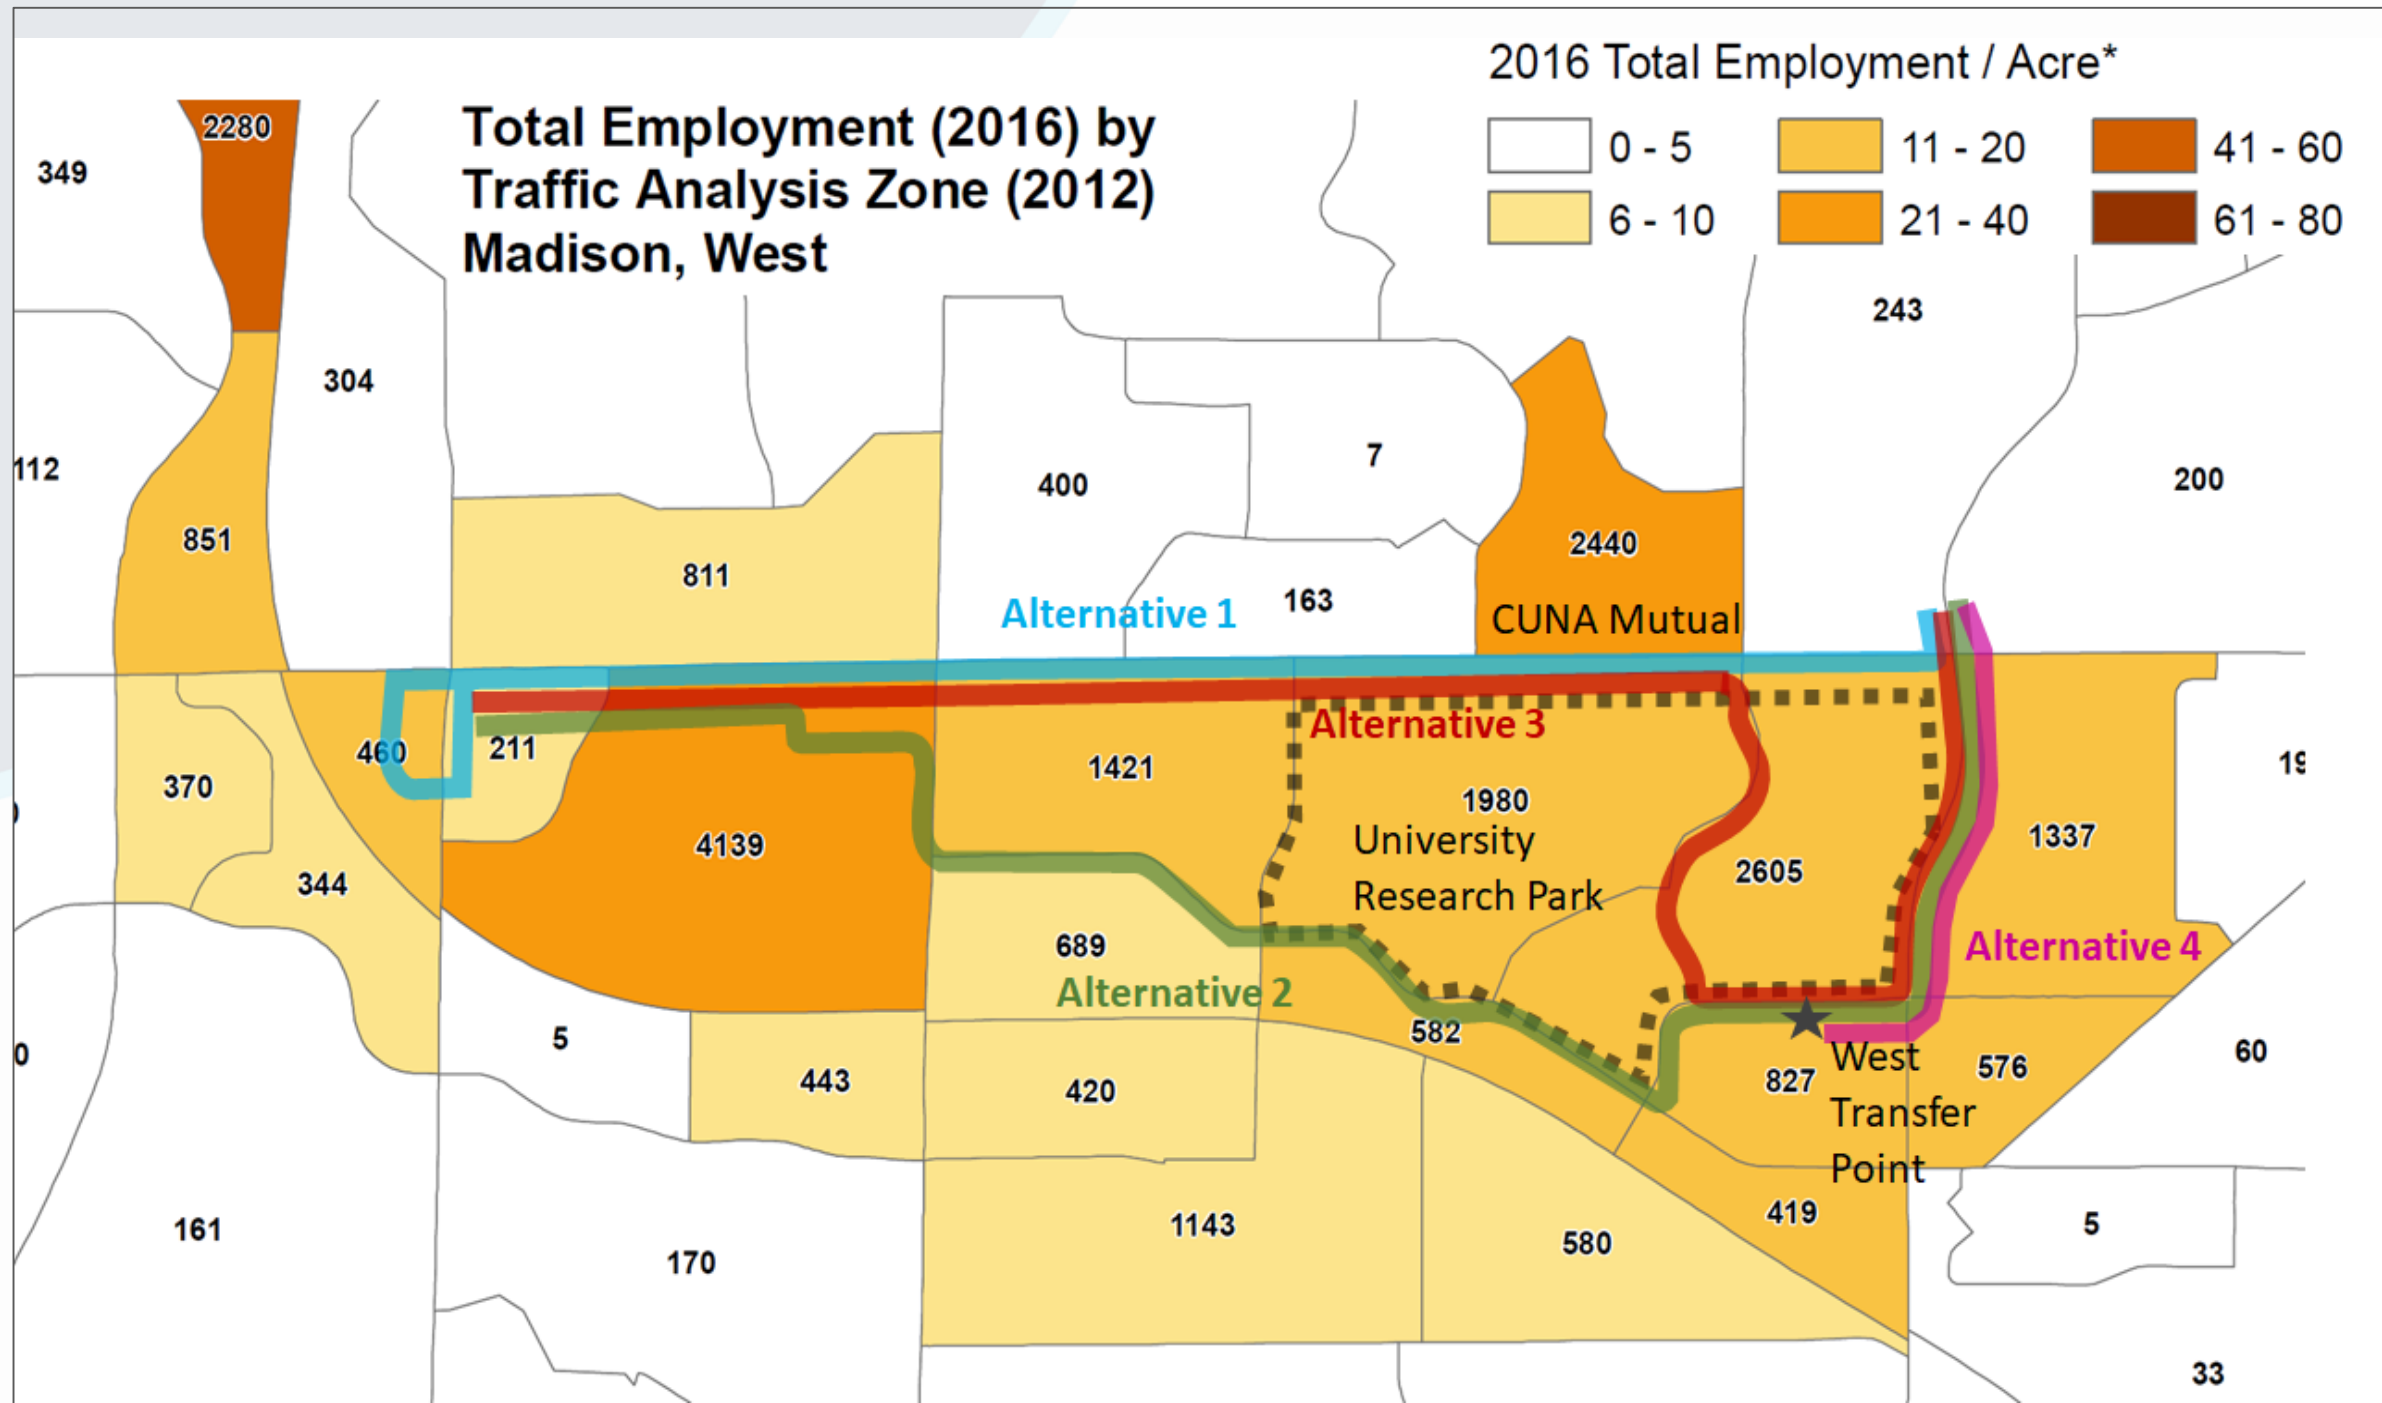 2016 Total Employment / Acre*
0 - 5
11 - 20
41 - 60
6 - 10
21 - 40
61 - 80
Total Employment (2016) by
Traffic Analysis Zone (2012)
Madison, West
2280
349
304
243
112
400
7
200
851
2440
811
163
Alternative 1
CUNA Mutual
Alternative 3
460
211
1421
370
1980
4139
University
1337
344
2605
Research Park
689
Alternative 4
Alternative 2
5
582
0
443
420
827
West
576
60
Transfer
Point
161
170
1143
580
419
5
33